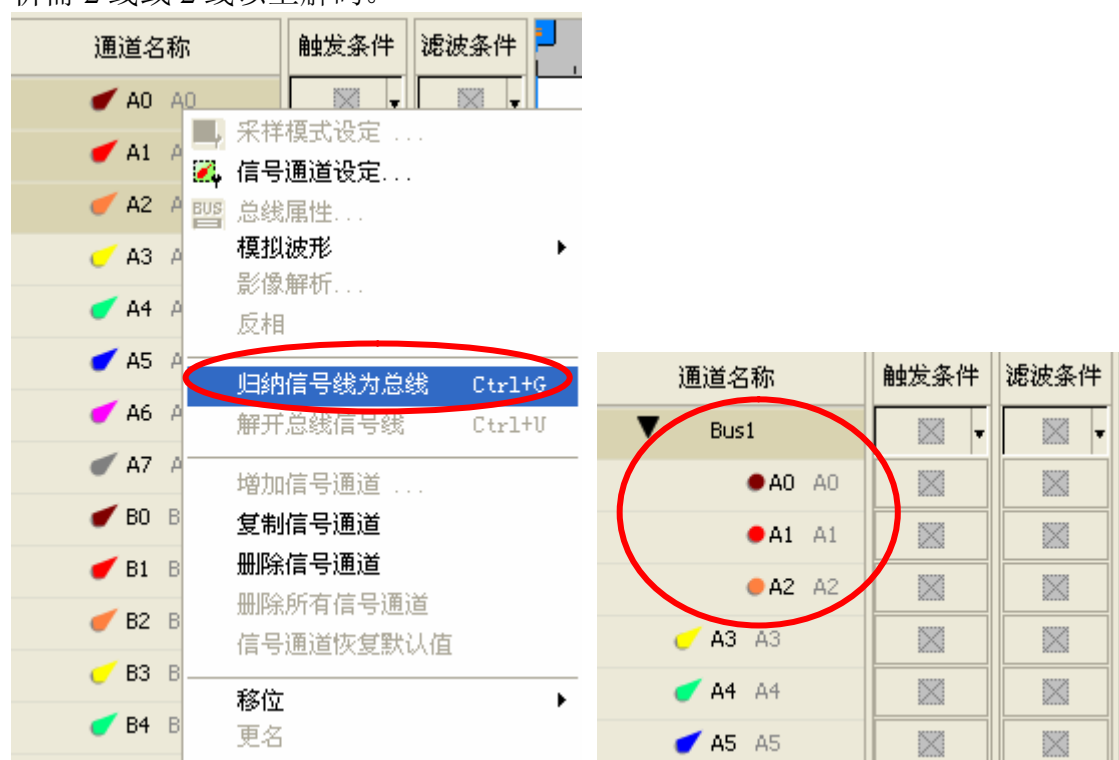 通道名称 触发条件 滤波条件
A0 A0
采样模式设定 ...
A1 A
信号通道设定...
A2 A
BUS 总线属性...
模拟波形
A3 A
影像解析...
A4 A
反相
A5 A
归纳信号线为总线 Ctrl+G
A6 A
解开总线信号线 Ctrl+U
A7 A
增加信号通道 ...
B0 B
复制信号通道
B1 B
删除信号通道
删除所有信号通道
B2 B
信号通道恢复默认值
B3 B
移位
B4 B
更名
通道名称 触发条件 滤波条件
Bus1
A0 A0
A1 A1
A2 A2
A3 A3
A4 A4
A5 A5